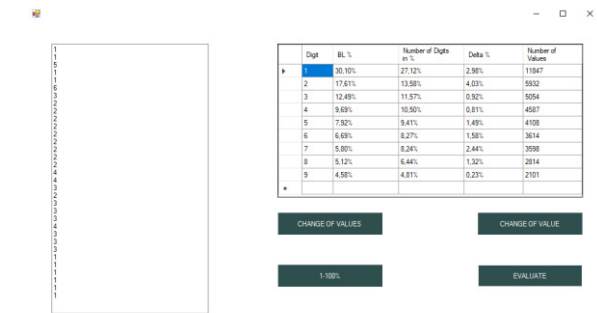 1
1
5
1
1
6
3
2
2
2
2
2
2
2
2
2
4
4
3
2
3
3
3
4
3
3
3
1
1
1
1
1
1
Digit BL % Number of Digits in % Delta % Number of Values
1 30,10% 27,12% 2,98% 11847
2 17,61% 13,58% 4,03% 5932
3 12,49% 11,57% 0,92% 5054
4 9,69% 10,50% 0,81% 4587
5 7,92% 9,41% 1,49% 4108
6 6,69% 8,27% 1,58% 3614
7 5,80% 8,24% 2,44% 3598
8 5,12% 6,44% 1,32% 2814
9 4,58% 4,81% 0,23% 2101
CHANGE OF VALUES
CHANGE OF VALUE
1-100%
EVALUATE